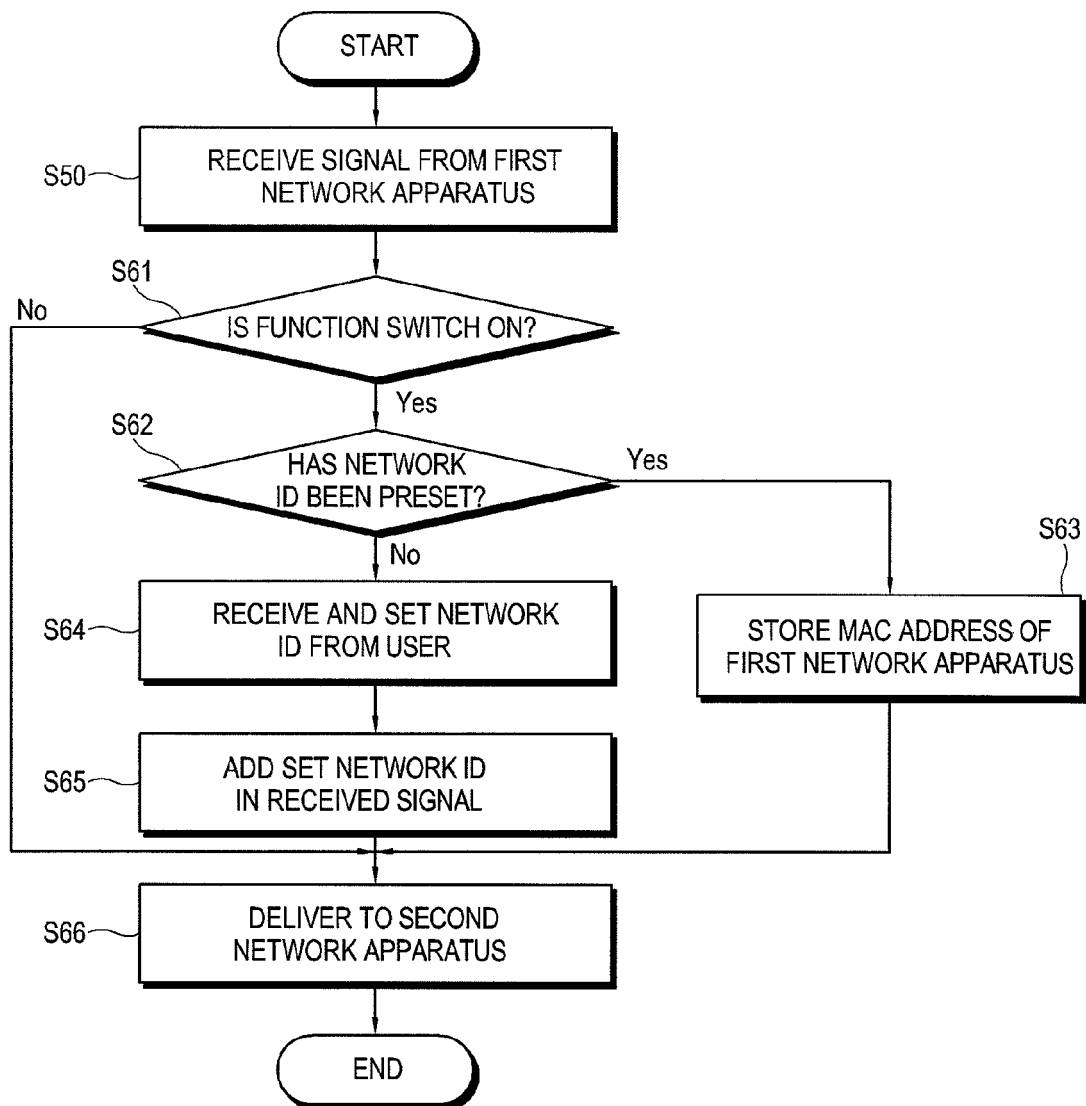 START
S50
RECEIVE SIGNAL FROM FIRST
NETWORK APPARATUS
S61
No
IS FUNCTION SWITCH ON?
Yes
S62
HAS NETWORK
ID BEEN PRESET?
Yes
No
S63
STORE MAC ADDRESS OF
FIRST NETWORK APPARATUS
S64
RECEIVE AND SET NETWORK
ID FROM USER
S65
ADD SET NETWORK ID
IN RECEIVED SIGNAL
S66
DELIVER TO SECOND
NETWORK APPARATUS
END